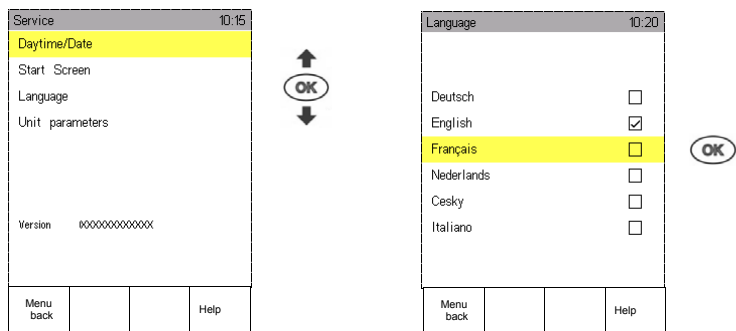 Service 10:15
Daytime/Date
Start Screen
Language
Unit parameters
Version XXXXXXXXXXXXX
Menu back
Help
OK
Language 10:20
Deutsch
English
Français
Nederlands
Cesky
Italiano
Menu back
Help
OK